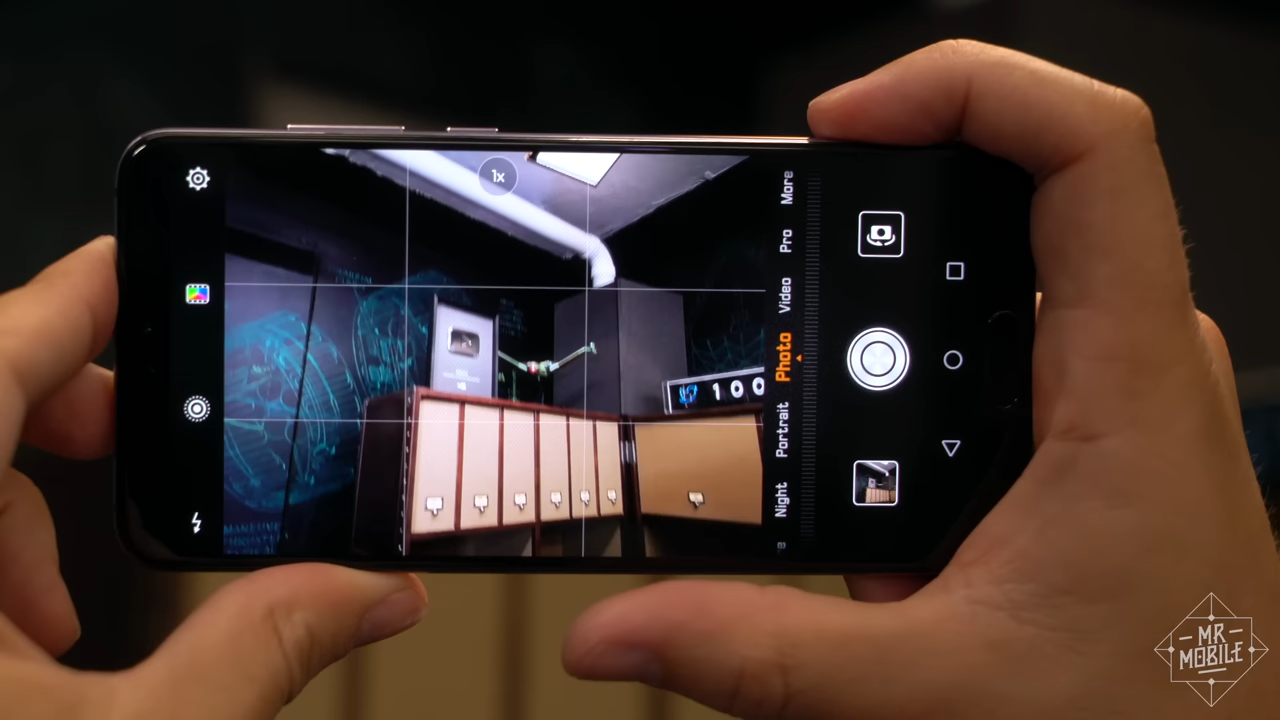 1x
More
Pro
Video
Photo
Portrait
Night
100
MR
MOBILE